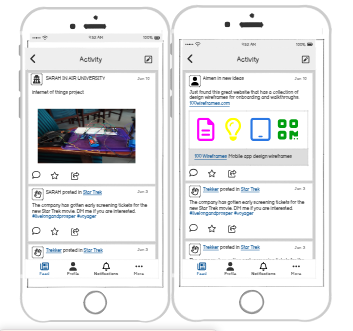 9:52 AM
100%
Activity
SARAH IN AIR UNIVERSITY
Jun 15
Internet of things project
SARAH posted in Star Trek
Jun 3
The company has gotten early screening tickets for the
new Star Trek movie. DM me if you are interested.
#livelongandprosper #voyager
Trekker posted in Star Trek
Jun 3
Feed
Profile
Notifications
More
9:52 AM
100%
Activity
Aimen in new ideas
Jun 15
Just found this great website that has a collection of
design wireframes for onboarding and walkthroughs.
101wireframes.com
101 Wireframes Mobile app design wireframes
Trekker posted in Star Trek
Jun 3
The company has gotten early screening tickets for the
new Star Trek movie. DM me if you are interested.
#livelongandprosper #voyager
Trekker posted in Star Trek
Jun 3
Feed
Profile
Notifications
More